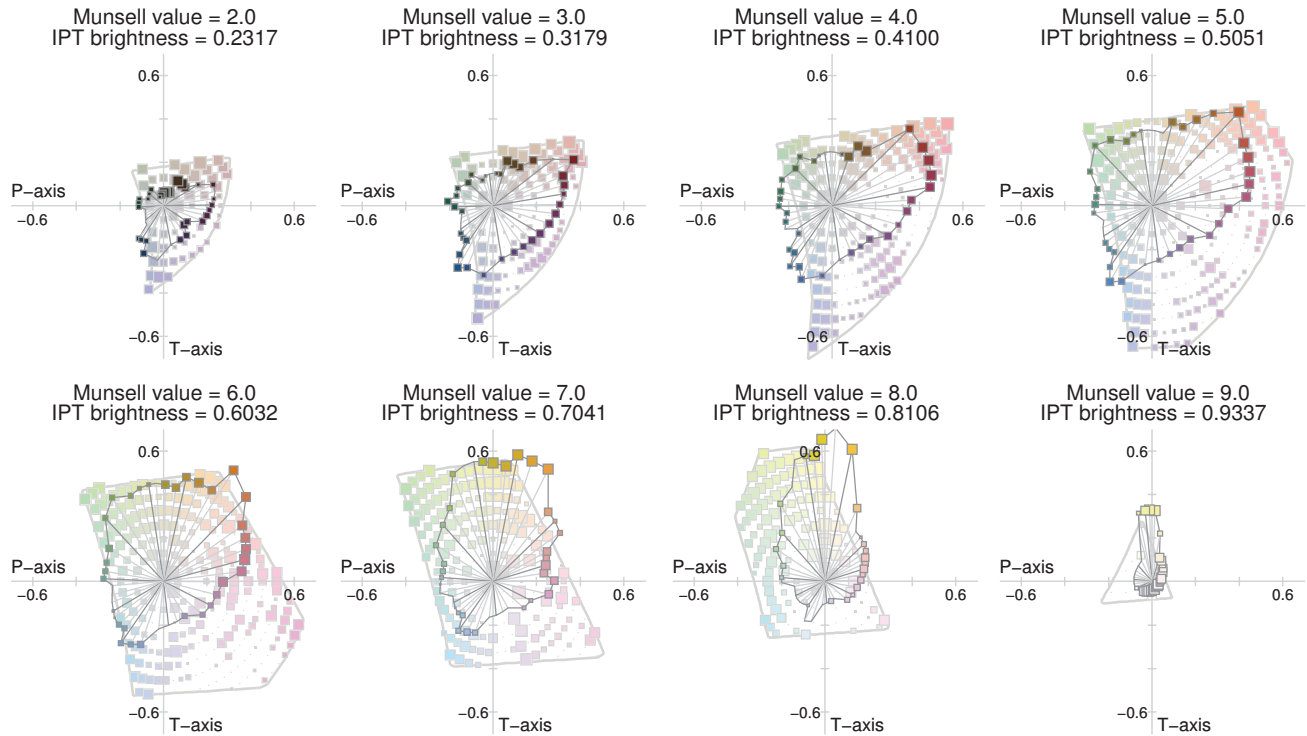 Munsell value = 2.0
IPT brightness = 0.2317
0.6
P−axis
−0.6
0.6
−0.6
T−axis
Munsell value = 3.0
IPT brightness = 0.3179
0.6
P−axis
−0.6
0.6
−0.6
T−axis
Munsell value = 4.0
IPT brightness = 0.4100
0.6
P−axis
−0.6
0.6
−0.6
T−axis
Munsell value = 5.0
IPT brightness = 0.5051
0.6
P−axis
−0.6
0.6
−0.6
T−axis
Munsell value = 6.0
IPT brightness = 0.6032
0.6
P−axis
−0.6
0.6
−0.6
T−axis
Munsell value = 7.0
IPT brightness = 0.7041
0.6
P−axis
−0.6
0.6
−0.6
T−axis
Munsell value = 8.0
IPT brightness = 0.8106
0.6
P−axis
−0.6
0.6
−0.6
T−axis
Munsell value = 9.0
IPT brightness = 0.9337
0.6
P−axis
−0.6
0.6
−0.6
T−axis